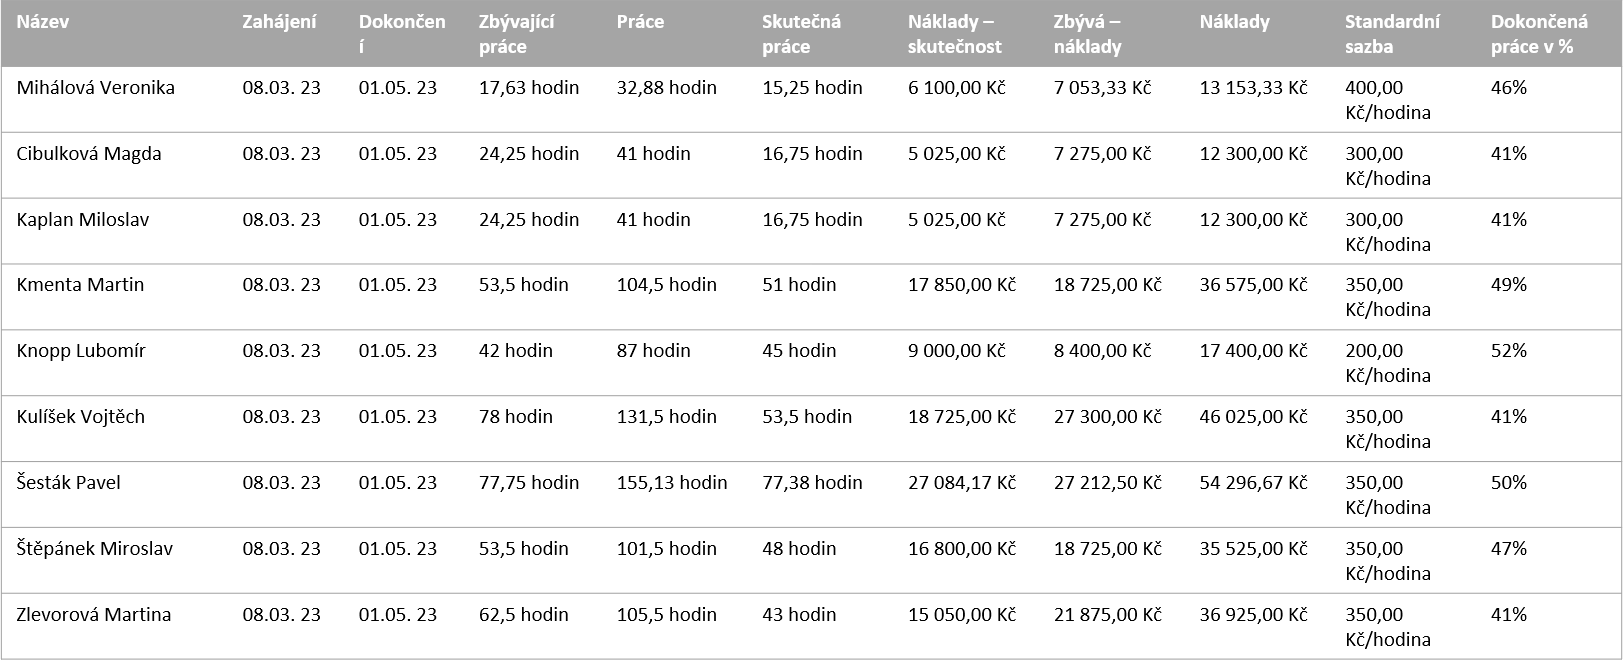 Název Zahájení Dokončen Zbývající Práce Skutečná Náklady – Zbývá – Náklady Standardní Dokončená
í práce práce skutečnost náklady sazba práce v %
Mihálová Veronika 08.03. 23 01.05. 23 17,63 hodin 32,88 hodin 15,25 hodin 6 100,00 Kč 7 053,33 Kč 13 153,33 Kč 400,00 46%
Kč/hodina
Cibulková Magda 08.03. 23 01.05. 23 24,25 hodin 41 hodin 16,75 hodin 5 025,00 Kč 7 275,00 Kč 12 300,00 Kč 300,00 41%
Kč/hodina
Kaplan Miloslav 08.03. 23 01.05. 23 24,25 hodin 41 hodin 16,75 hodin 5 025,00 Kč 7 275,00 Kč 12 300,00 Kč 300,00 41%
Kč/hodina
Kmenta Martin 08.03. 23 01.05. 23 53,5 hodin 104,5 hodin 51 hodin 17 850,00 Kč 18 725,00 Kč 36 575,00 Kč 350,00 49%
Kč/hodina
Knopp Lubomír 08.03. 23 01.05. 23 42 hodin 87 hodin 45 hodin 9 000,00 Kč 8 400,00 Kč 17 400,00 Kč 200,00 52%
Kč/hodina
Kulíšek Vojtěch 08.03. 23 01.05. 23 78 hodin 131,5 hodin 53,5 hodin 18 725,00 Kč 27 300,00 Kč 46 025,00 Kč 350,00 41%
Kč/hodina
Šesták Pavel 08.03. 23 01.05. 23 77,75 hodin 155,13 hodin 77,38 hodin 27 084,17 Kč 27 212,50 Kč 54 296,67 Kč 350,00 50%
Kč/hodina
Štěpánek Miroslav 08.03. 23 01.05. 23 53,5 hodin 101,5 hodin 48 hodin 16 800,00 Kč 18 725,00 Kč 35 525,00 Kč 350,00 47%
Kč/hodina
Zlevorová Martina 08.03. 23 01.05. 23 62,5 hodin 105,5 hodin 43 hodin 15 050,00 Kč 21 875,00 Kč 36 925,00 Kč 350,00 41%
Kč/hodina